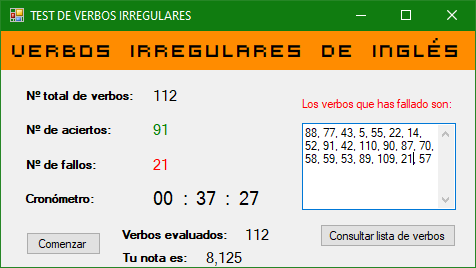 TEST DE VERBOS IRREGULARES
VERBOS IRREGULARES DE INGLÉS
Nº total de verbos: 112
Los verbos que has fallado son:
Nº de aciertos: 91
88, 77, 43, 5, 55, 22, 14,
52, 91, 42, 110, 90, 87, 70,
58, 59, 53, 89, 109, 21, 57
Nº de fallos: 21
Cronómetro: 00 : 37 : 27
Verbos evaluados: 112
Consultar lista de verbos
Comenzar
Tu nota es: 8,125